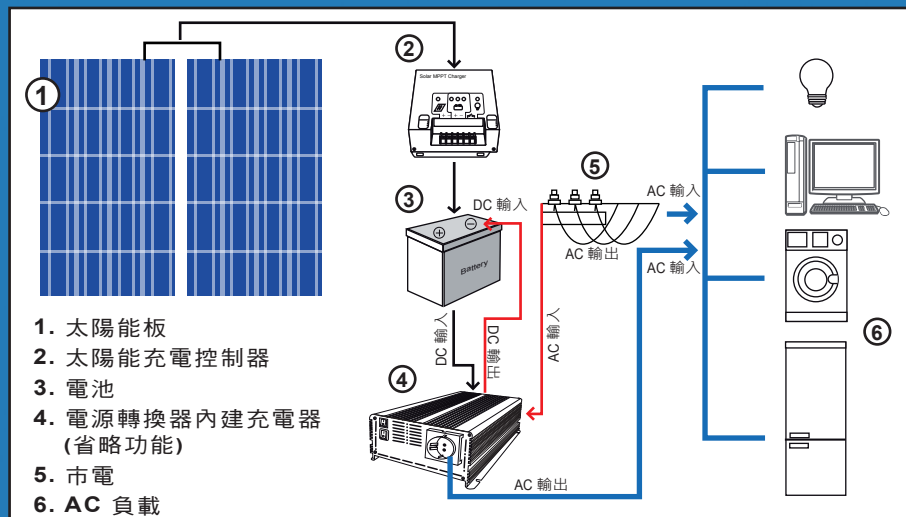 1
2
Solar MPPT Charger
3
DC 輸入
Battery
5
AC 輸入
AC 輸出
AC 輸入
DC 輸入
DC 輸出
AC 輸入
4
6
AC 輸出
1. 太陽能板
2. 太陽能充電控制器
3. 電池
4. 電源轉換器內建充電器
(省略功能)
5. 市電
6. AC 負載